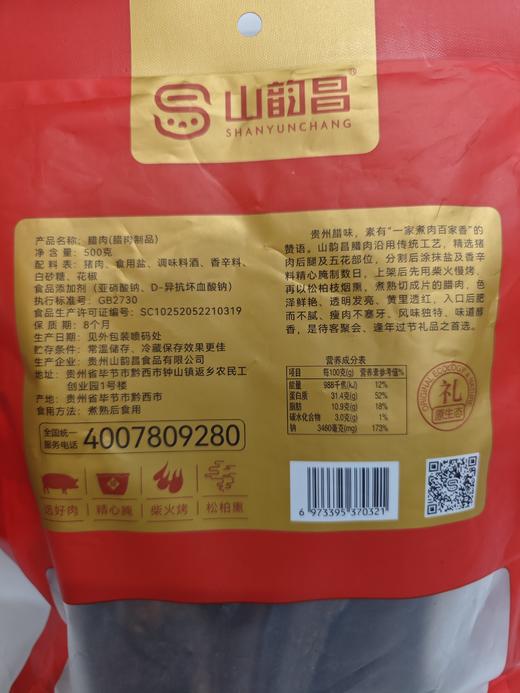 山韵昌®
SHANYUNCHANG
产品名称：腊肉(腊肉制品)
净含量：500克
配 料 表：猪肉、食用盐、调味料酒、香辛料、
白砂糖、花椒
食品添加剂（亚硝酸钠、D-异抗坏血酸钠）
执行标准号：GB2730
食品生产许可证编号：SC10252052210319
保 质 期：8个月
生产日期：见外包装喷码处
贮存条件：常温储存、冷藏保存效果更佳
生产企业：贵州山韵昌食品有限公司
地址：贵州省毕节市黔西市钟山镇返乡农民工
创业园1号楼
产地：贵州省毕节市黔西市
食用方法：煮熟后食用
全国统一
服务电话
4007809280
选好肉
精心腌
柴火烤
松柏熏
贵州腊味，素有“一家煮肉百家香”的
赞语。山韵昌腊肉沿用传统工艺，精选猪
肉后腿及五花部位，分割后涂抹盐及香辛
料精心腌制数日，上架后先用柴火慢烤，
再以松柏枝烟熏，煮熟切成片的腊肉，色
泽鲜艳、透明发亮、黄里透红，入口后肥
而不腻、瘦肉不塞牙，风味独特、味道醇
香，是待客聚会、逢年过节礼品之首选。
营养成分表
项目 每100克(g) 营养素参考值%
能量 988千焦(kJ) 12%
蛋白质 31.4克(g) 52%
脂肪 10.9克(g) 18%
碳水化合物 3.0克(g) 1%
钠 3460毫克(mg) 173%
ORIGINAL ECOLOGICAL NATURE
礼
原生态
6 973395 370321